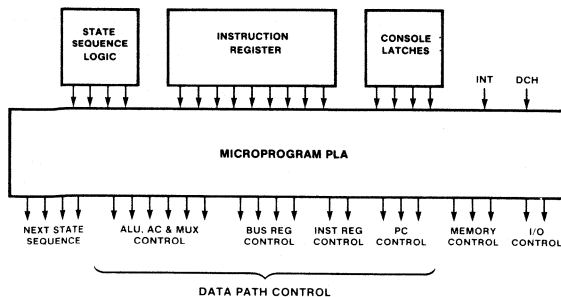 STATE
SEQUENCE
LOGIC
INSTRUCTION
REGISTER
CONSOLE
LATCHES
INT
DCH
MICROPROGRAM PLA
NEXT STATE
SEQUENCE
ALU, AC & MUX
CONTROL
BUS REG
CONTROL
INST REG
CONTROL
PC
CONTROL
MEMORY
CONTROL
I/O
CONTROL
DATA PATH CONTROL